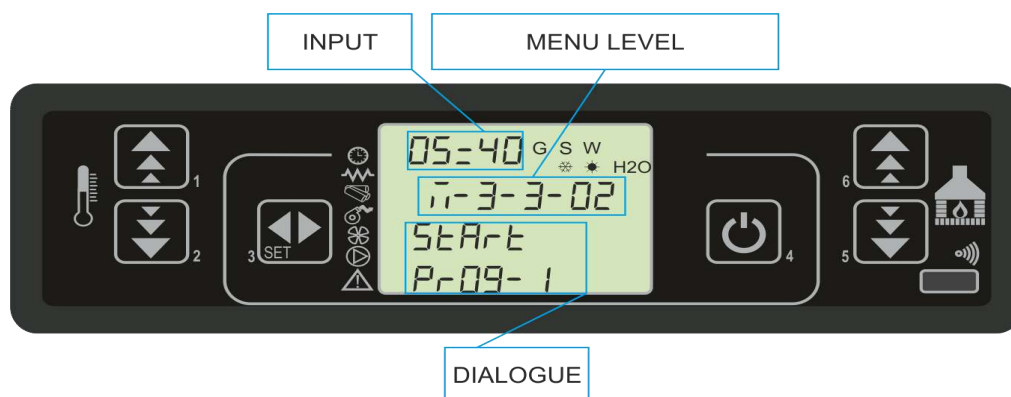 INPUT
MENU LEVEL
05:40 G S W
H2O
1
6
M-3-3-02
StArt
Pr09-1
2
3 SET
4
5
DIALOGUE